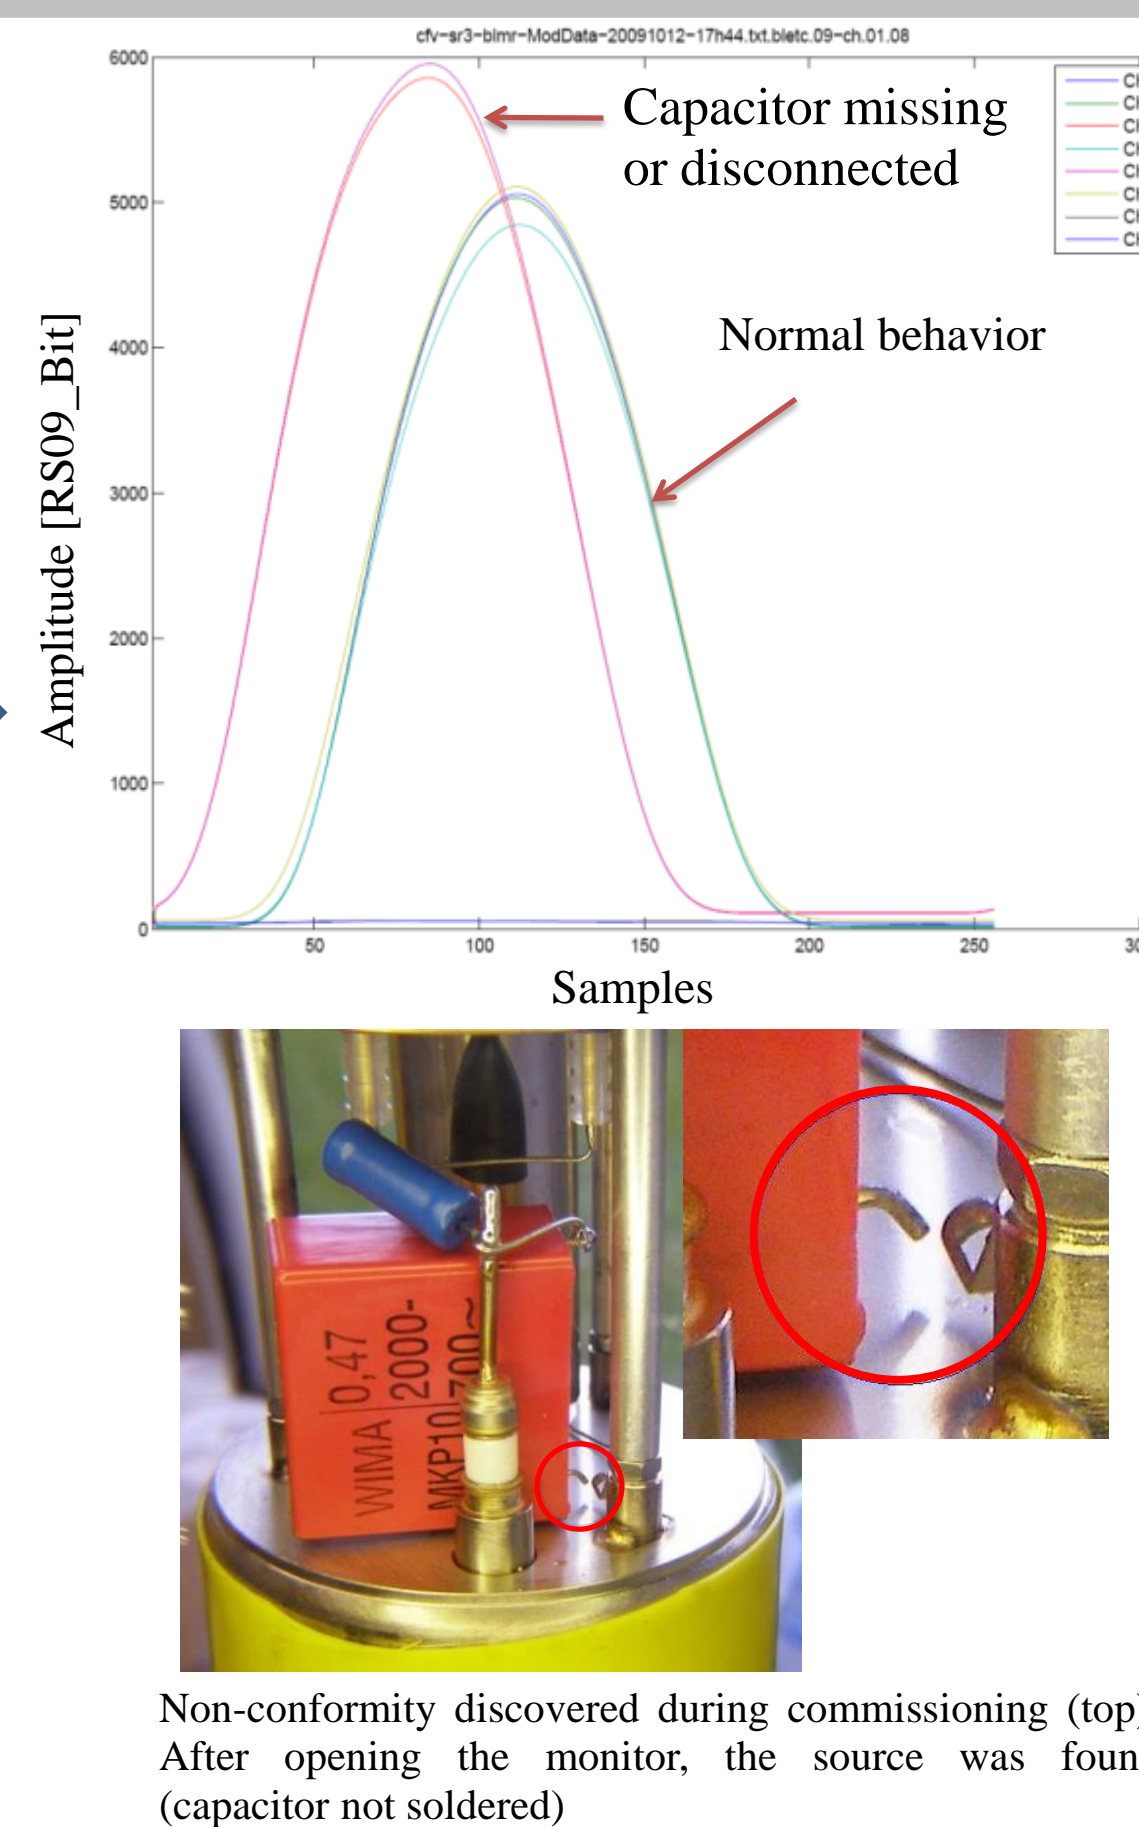 cfv-sr3-blmr-ModData-20091012-17h44.txt.bletc.09-ch.01.08
6000
5000
4000
3000
2000
1000
0
50
100
150
200
250
Capacitor missing
or disconnected
Normal behavior
Amplitude [RS09_Bit]
Samples
WIMA 0,47
2000-
MKP10 700~
Non-conformity discovered during commissioning (top)
After opening the monitor, the source was foun
(capacitor not soldered)